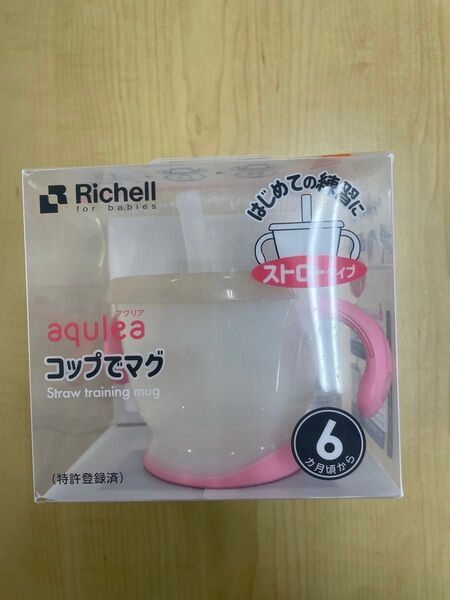 Richell
for babies
はじめての練習に
ストロータイプ
アクリア
aqulea
コップでマグ
Straw training mug
6
カ月頃から
(特許登録済)